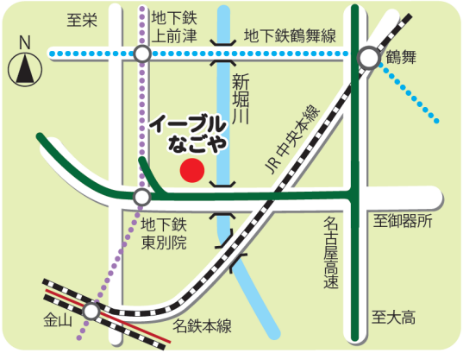 至栄
地下鉄
上前津
地下鉄鶴舞線
N
鶴舞
新堀川
イーブル
なごや
JR中央本線
地下鉄
東別院
名古屋高速
至御器所
金山
名鉄本線
至大高